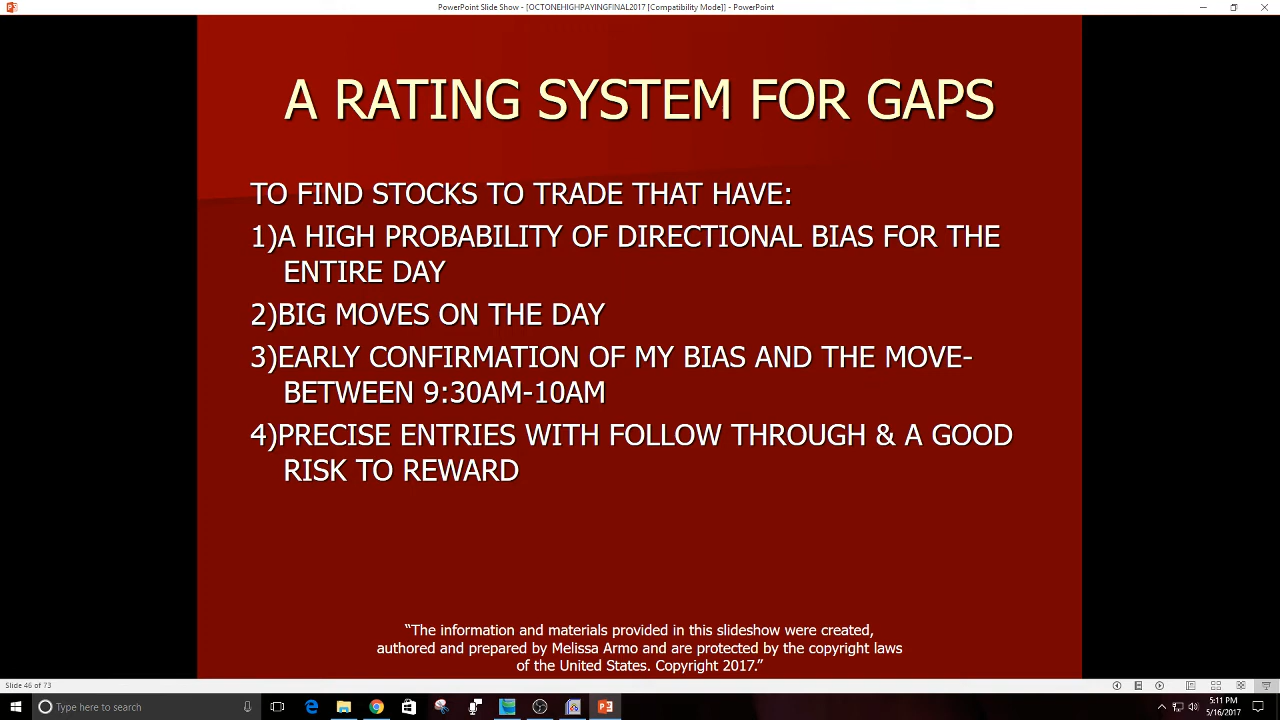 PowerPoint Slide Show - [OCTONEHIGHPAYINGFINAL2017 [Compatibility Mode]] - PowerPoint
A RATING SYSTEM FOR GAPS
TO FIND STOCKS TO TRADE THAT HAVE:
1)A HIGH PROBABILITY OF DIRECTIONAL BIAS FOR THE
ENTIRE DAY
2)BIG MOVES ON THE DAY
3)EARLY CONFIRMATION OF MY BIAS AND THE MOVE-
BETWEEN 9:30AM-10AM
4)PRECISE ENTRIES WITH FOLLOW THROUGH & A GOOD
RISK TO REWARD
“The information and materials provided in this slideshow were created,
authored and prepared by Melissa Armo and are protected by the copyright laws
of the United States. Copyright 2017.”
Slide 46 of 73
Type here to search
5:11 PM
5/16/2017